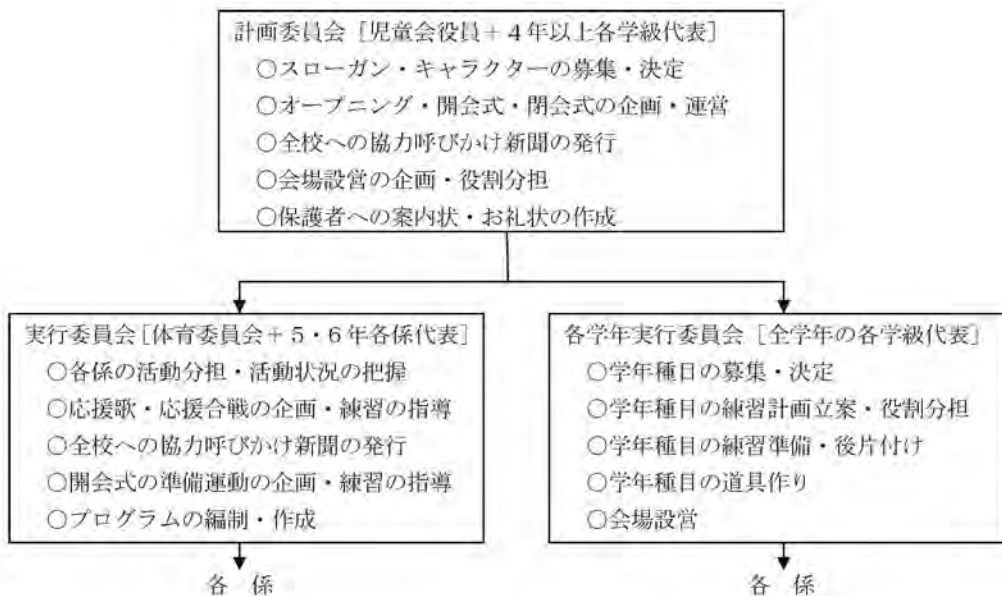 計画委員会［児童会役員＋４年以上各学級代表］
○スローガン・キャラクターの募集・決定
○オープニング・開会式・閉会式の企画・運営
○全校への協力呼びかけ新聞の発行
○会場設営の企画・役割分担
○保護者への案内状・お礼状の作成
実行委員会［体育委員会＋５・６年各係代表］
○各係の活動分担・活動状況の把握
○応援歌・応援合戦の企画・練習の指導
○全校への協力呼びかけ新聞の発行
○開会式の準備運動の企画・練習の指導
○プログラムの編制・作成
各　係
各学年実行委員会［全学年の各学級代表］
○学年種目の募集・決定
○学年種目の練習計画立案・役割分担
○学年種目の練習準備・後片付け
○学年種目の道具作り
○会場設営
各　係